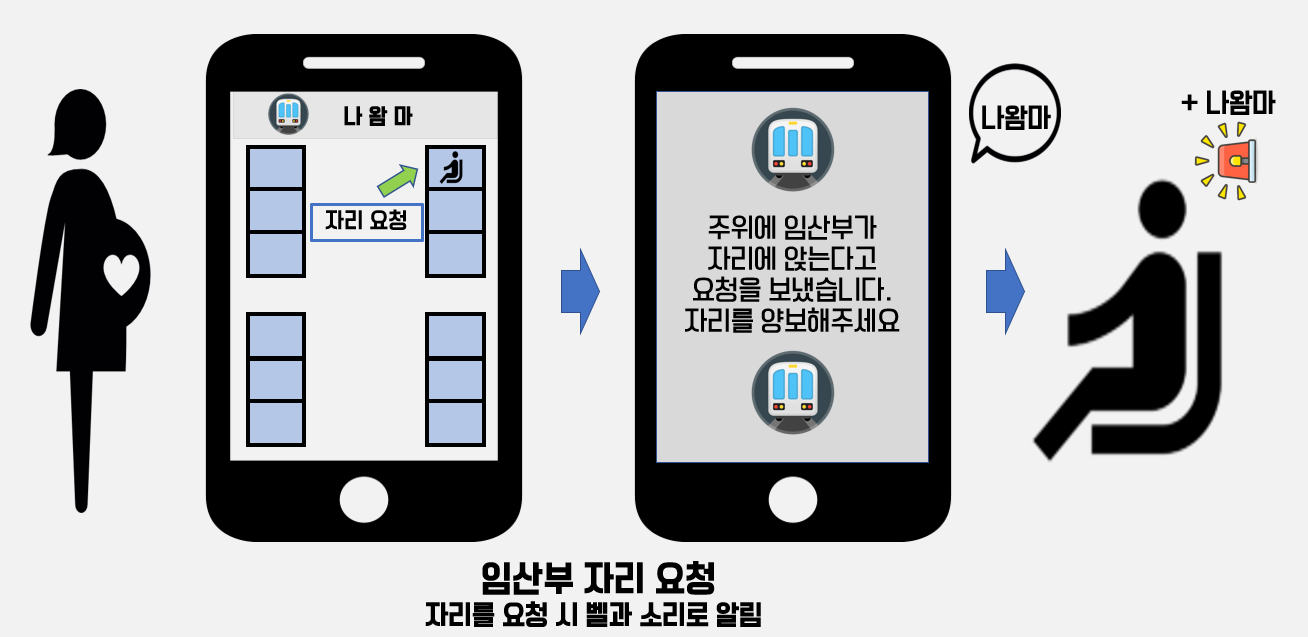 나 왐 마
자리 요청
주위에 임산부가
자리에 앉는다고
요청을 보냈습니다.
자리를 양보해주세요
나왐마
+ 나왐마
임산부 자리 요청
자리를 요청 시 벨과 소리로 알림